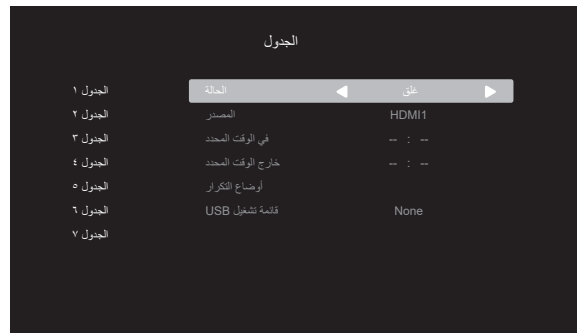 الجدول
الجدول ١
الجدول ٢
الجدول ٣
الجدول ٤
الجدول ٥
الجدول ٦
الجدول ٧
الحالة غلق
المصدر HDMI1
في الوقت المحدد -- : --
خارج الوقت المحدد -- : --
أوضاع التكرار
قائمة تشغيل USB None